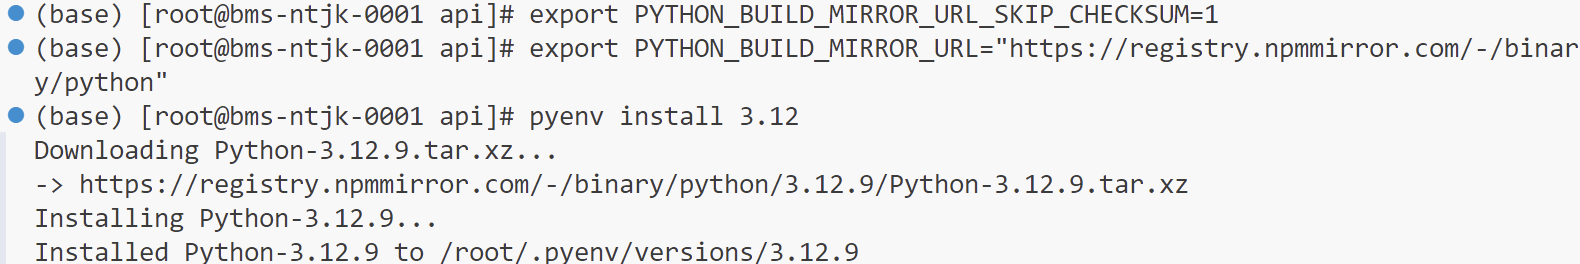 (base) [root@bms-ntjk-0001 api]# export PYTHON_BUILD_MIRROR_URL_SKIP_CHECKSUM=1
(base) [root@bms-ntjk-0001 api]# export PYTHON_BUILD_MIRROR_URL="https://registry.npmmirror.com/-/binar
y/python"
(base) [root@bms-ntjk-0001 api]# pyenv install 3.12
Downloading Python-3.12.9.tar.xz...
-> https://registry.npmmirror.com/-/binary/python/3.12.9/Python-3.12.9.tar.xz
Installing Python-3.12.9...
Installed Python-3.12.9 to /root/.pyenv/versions/3.12.9